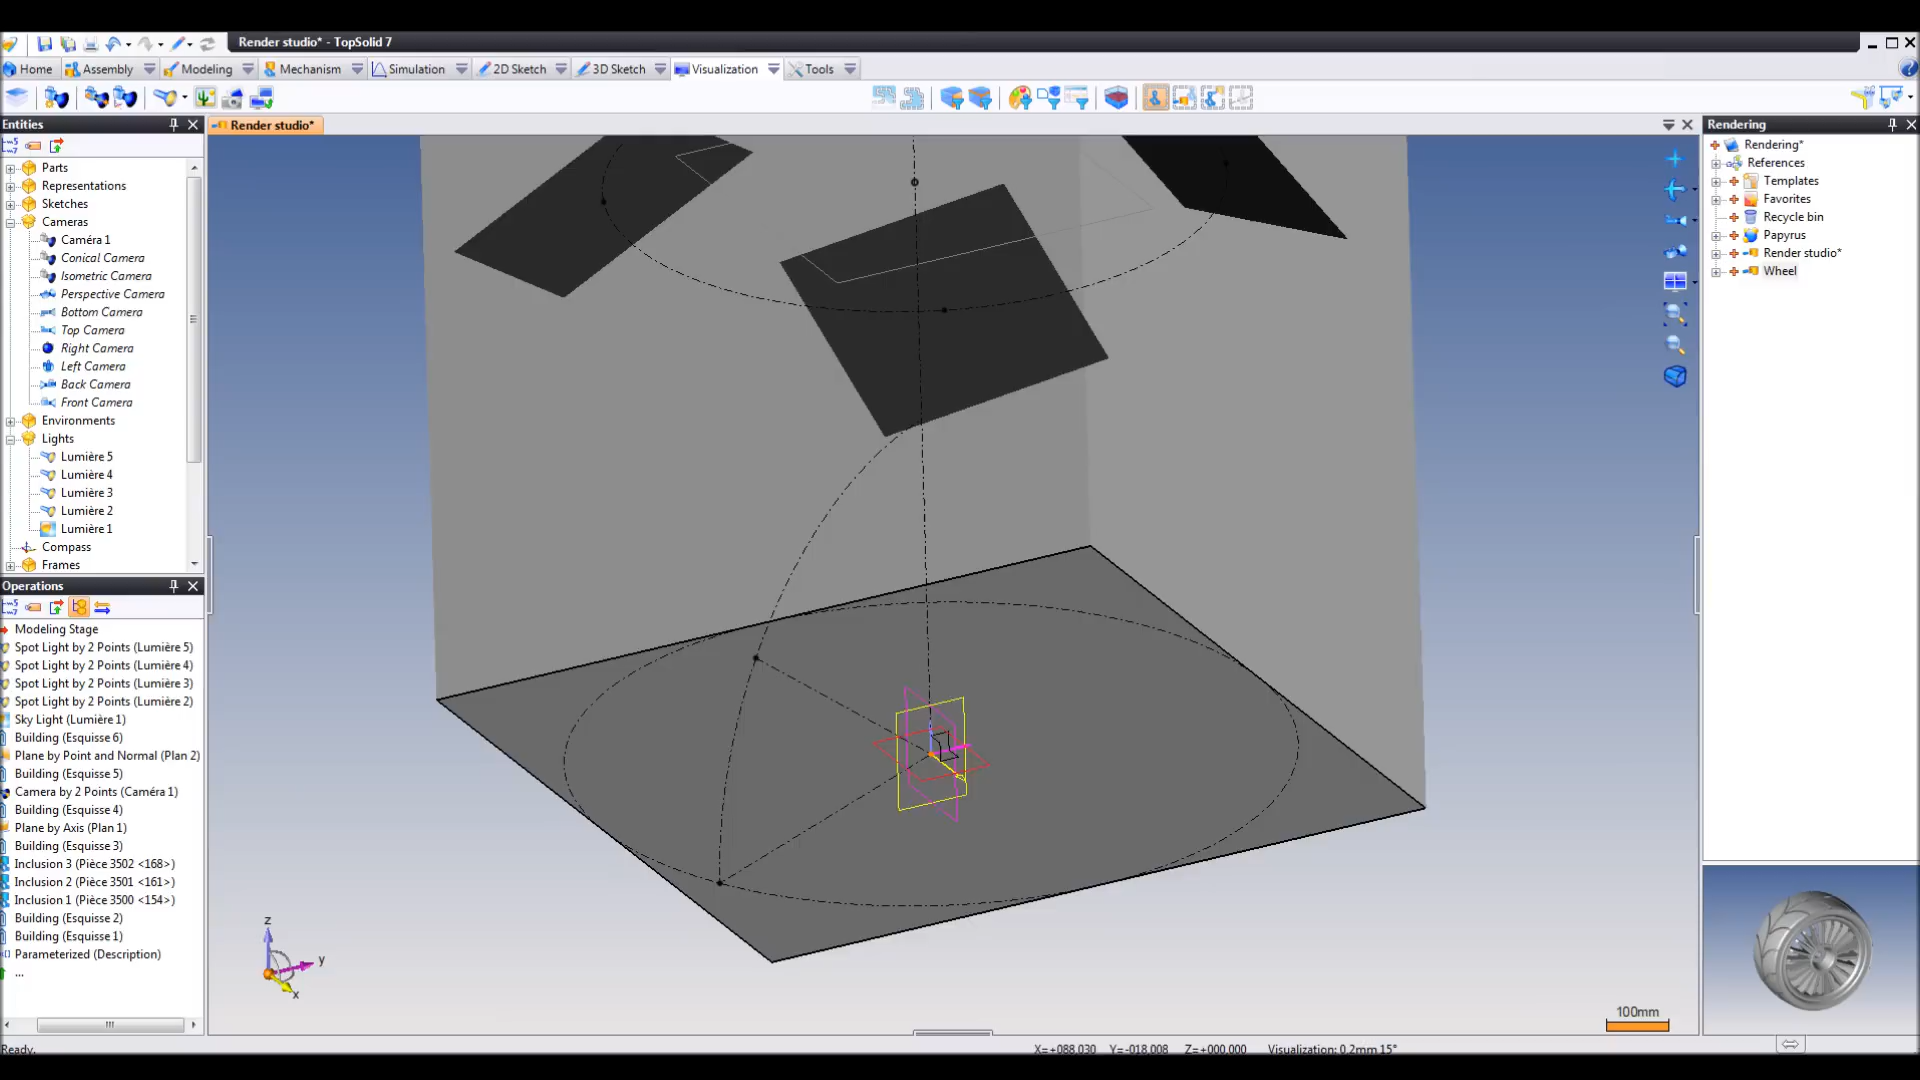 Render studio* - TopSolid 7
Home Assembly Modeling Mechanism Simulation 2D Sketch 3D Sketch Visualization Tools
Entities
Parts
Representations
Sketches
Cameras
Caméra 1
Conical Camera
Isometric Camera
Perspective Camera
Bottom Camera
Top Camera
Right Camera
Left Camera
Back Camera
Front Camera
Environments
Lights
Lumière 5
Lumière 4
Lumière 3
Lumière 2
Lumière 1
Compass
Frames
Operations
Modeling Stage
Spot Light by 2 Points (Lumière 5)
Spot Light by 2 Points (Lumière 4)
Spot Light by 2 Points (Lumière 3)
Spot Light by 2 Points (Lumière 2)
Sky Light (Lumière 1)
Building (Esquisse 6)
Plane by Point and Normal (Plan 2)
Building (Esquisse 5)
Camera by 2 Points (Caméra 1)
Building (Esquisse 4)
Plane by Axis (Plan 1)
Building (Esquisse 3)
Inclusion 3 (Pièce 3502 <168>)
Inclusion 2 (Pièce 3501 <161>)
Inclusion 1 (Pièce 3500 <154>)
Building (Esquisse 2)
Building (Esquisse 1)
Parameterized (Description)
...
Render studio*
z
y
x
100mm
Rendering
Rendering*
References
Templates
Favorites
Recycle bin
Papyrus
Render studio*
Wheel
Ready.
X=+088.030 Y=-018.008 Z=+000.000 Visualization: 0.2mm 15°